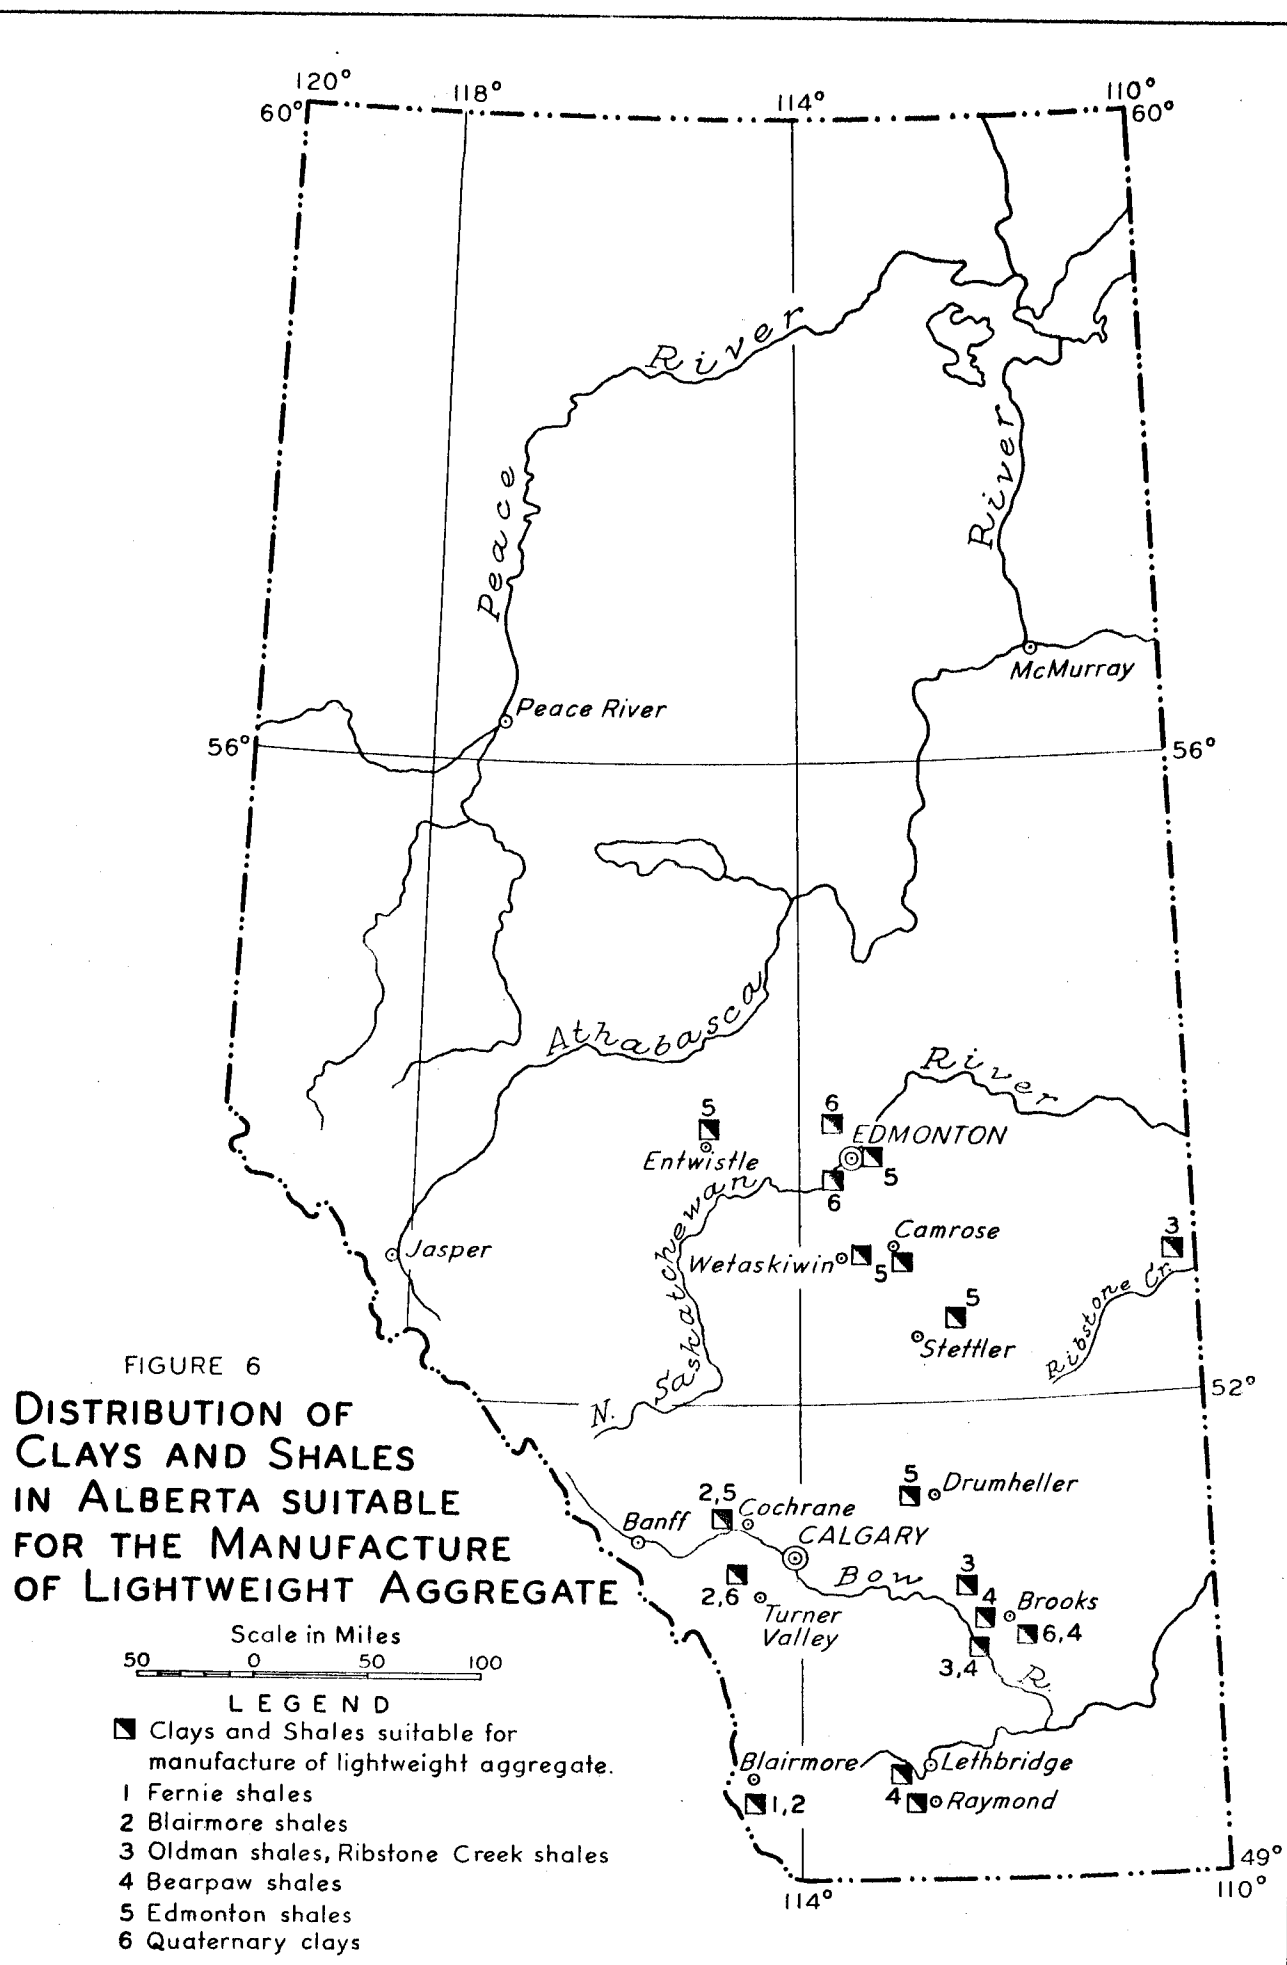 120°
118°
114°
110°
60°
60°
River
Peace
River
McMurray
Peace River
56°
56°
Athabasca
River
5
6
EDMONTON
Entwistle
5
6
N. Saskatchewan
Jasper
Camrose
3
Wetaskiwin
5
5
Stettler
Ribstone Cr.
52°
FIGURE 6
DISTRIBUTION OF
CLAYS AND SHALES
IN ALBERTA SUITABLE
FOR THE MANUFACTURE
OF LIGHTWEIGHT AGGREGATE
5
Drumheller
2,5
Cochrane
Banff
CALGARY
Bow
3
2,6
4
Brooks
Turner
Valley
6,4
3,4
R.
Scale in Miles
50 0 50 100
LEGEND
Clays and Shales suitable for
manufacture of lightweight aggregate.
1 Fernie shales
2 Blairmore shales
3 Oldman shales, Ribstone Creek shales
4 Bearpaw shales
5 Edmonton shales
6 Quaternary clays
Blairmore
Lethbridge
1,2
4
Raymond
49°
114°
110°